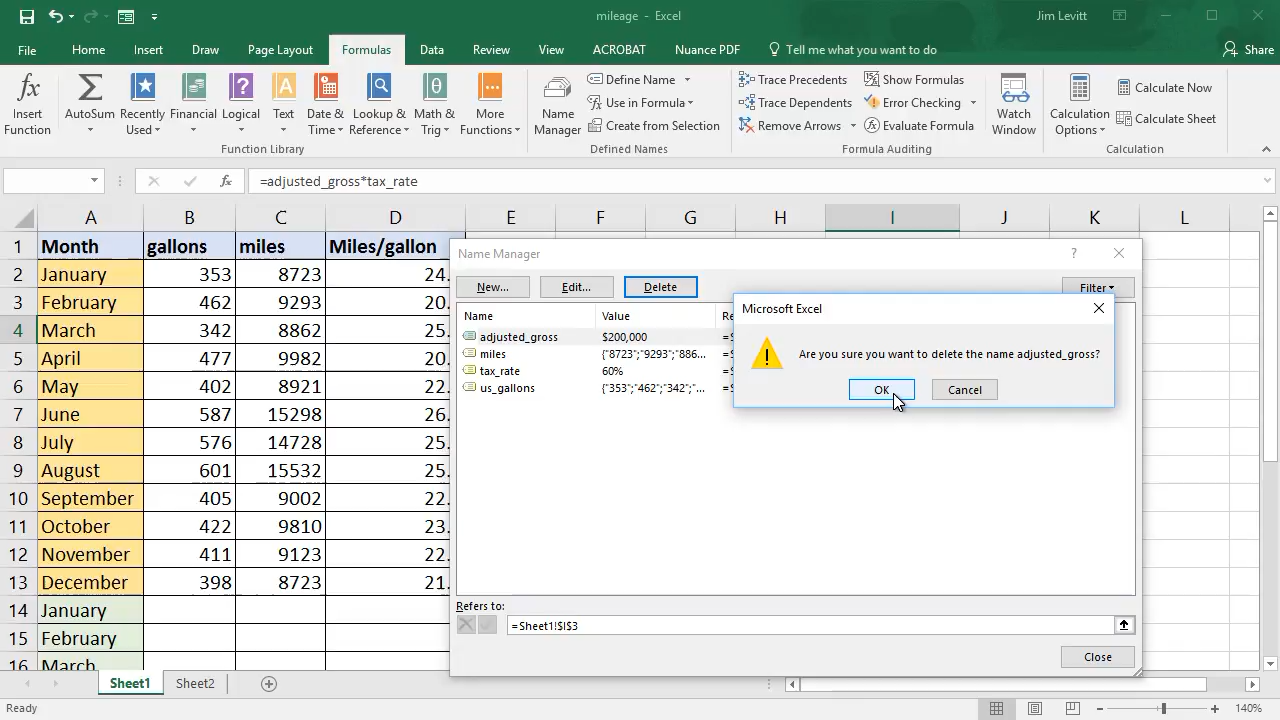 mileage - Excel
Jim Levitt
File Home Insert Draw Page Layout Formulas Data Review View ACROBAT Nuance PDF Tell me what you want to do Share
fx
Insert Function
AutoSum
Recently Used
Financial
Logical
Text
Date & Time
Lookup & Reference
Math & Trig
More Functions
Function Library
Name Manager
Define Name
Use in Formula
Create from Selection
Defined Names
Trace Precedents
Trace Dependents
Remove Arrows
Show Formulas
Error Checking
Evaluate Formula
Formula Auditing
Watch Window
Calculation Options
Calculate Now
Calculate Sheet
Calculation
fx =adjusted_gross*tax_rate
A B C D E F G H I J K L
1 Month gallons miles Miles/gallon
2 January 353 8723 24.
3 February 462 9293 20.
4 March 342 8862 25.
5 April 477 9982 20.
6 May 402 8921 22.
7 June 587 15298 26.
8 July 576 14728 25.
9 August 601 15532 25.
10 September 405 9002 22.
11 October 422 9810 23.
12 November 411 9123 22.
13 December 398 8723 21.
14 January
15 February
16 March
Name Manager
?
New... Edit... Delete Filter
Name Value Re
adjusted_gross $200,000 =S
miles {"8723";"9293";"886...
tax_rate 60%
us_gallons {"353";"462";"342";"...
Refers to:
=Sheet1!$I$3
Close
Microsoft Excel
Are you sure you want to delete the name adjusted_gross?
OK Cancel
Sheet1 Sheet2
Ready
140%